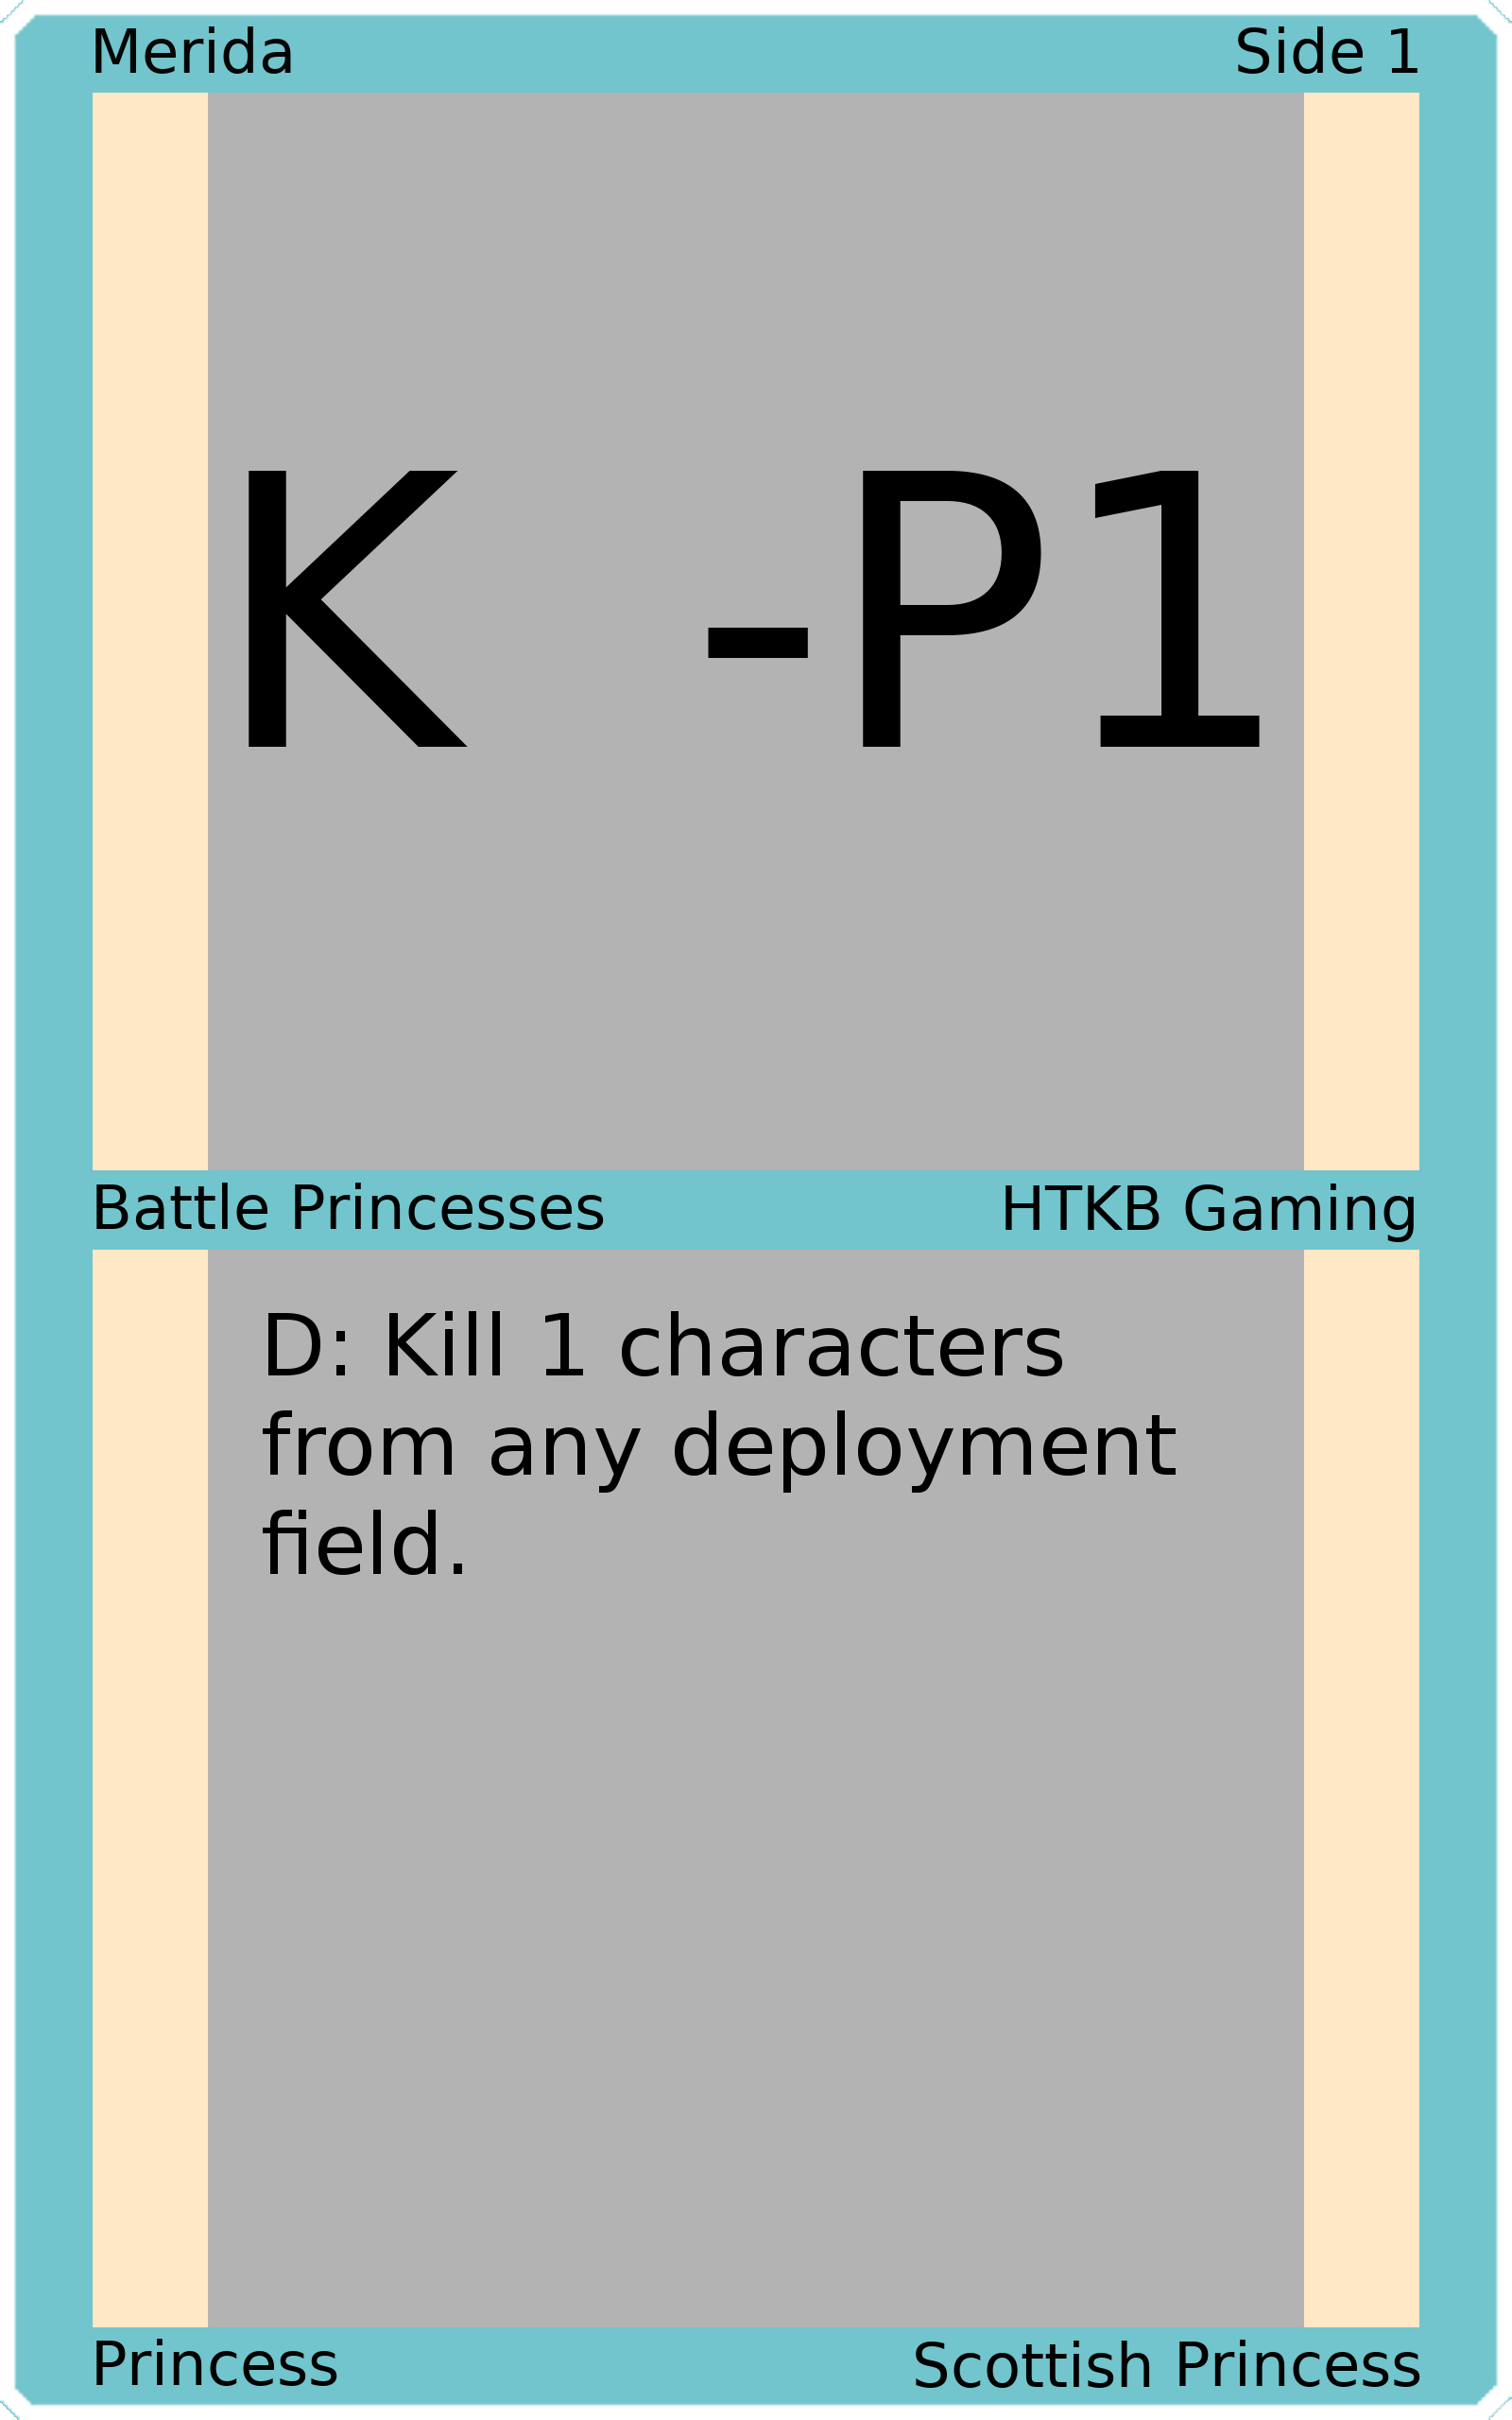 Merida Side 1
K -P1
Battle Princesses HTKB Gaming
D: Kill 1 characters
from any deployment
field.
Princess Scottish Princess